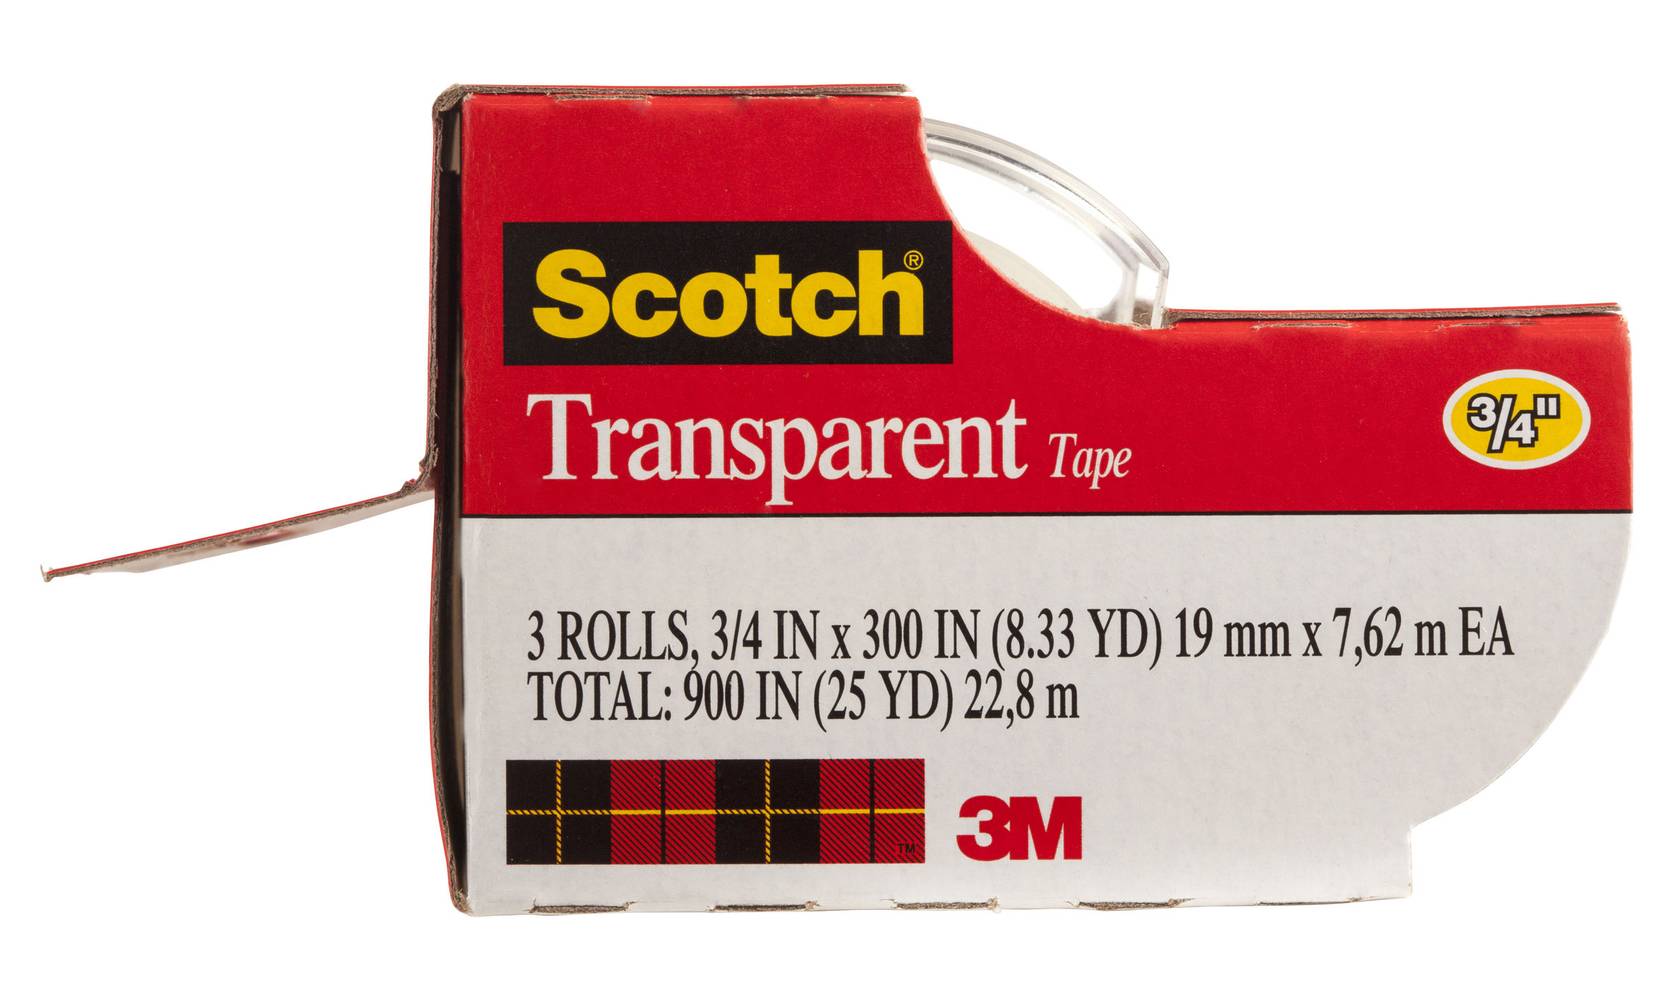 Scotch®
Transparent Tape
3/4"
3 ROLLS, 3/4 IN x 300 IN (8.33 YD) 19 mm x 7,62 m EA
TOTAL: 900 IN (25 YD) 22,8 m
TM
3M